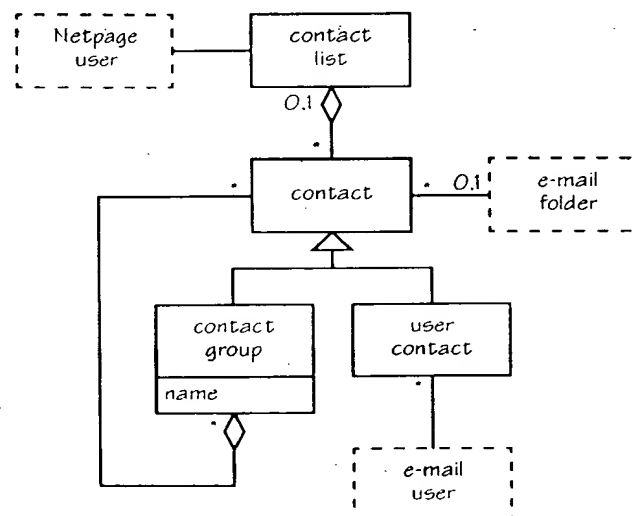 Netpage
user
contact
list
0.1
*
*
contact
*
0.1
e-mail
folder
contact
group
name
*
user
contact
*
e-mail
user